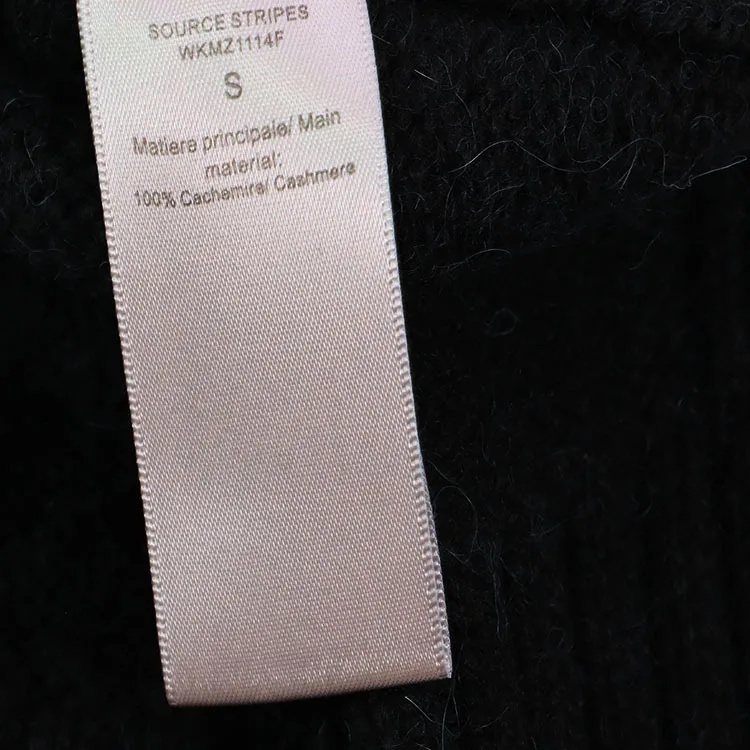 SOURCE STRIPES
WKMZ1114F
S
Matiere principale/ Main
material:
100% Cachemire/ Cashmere